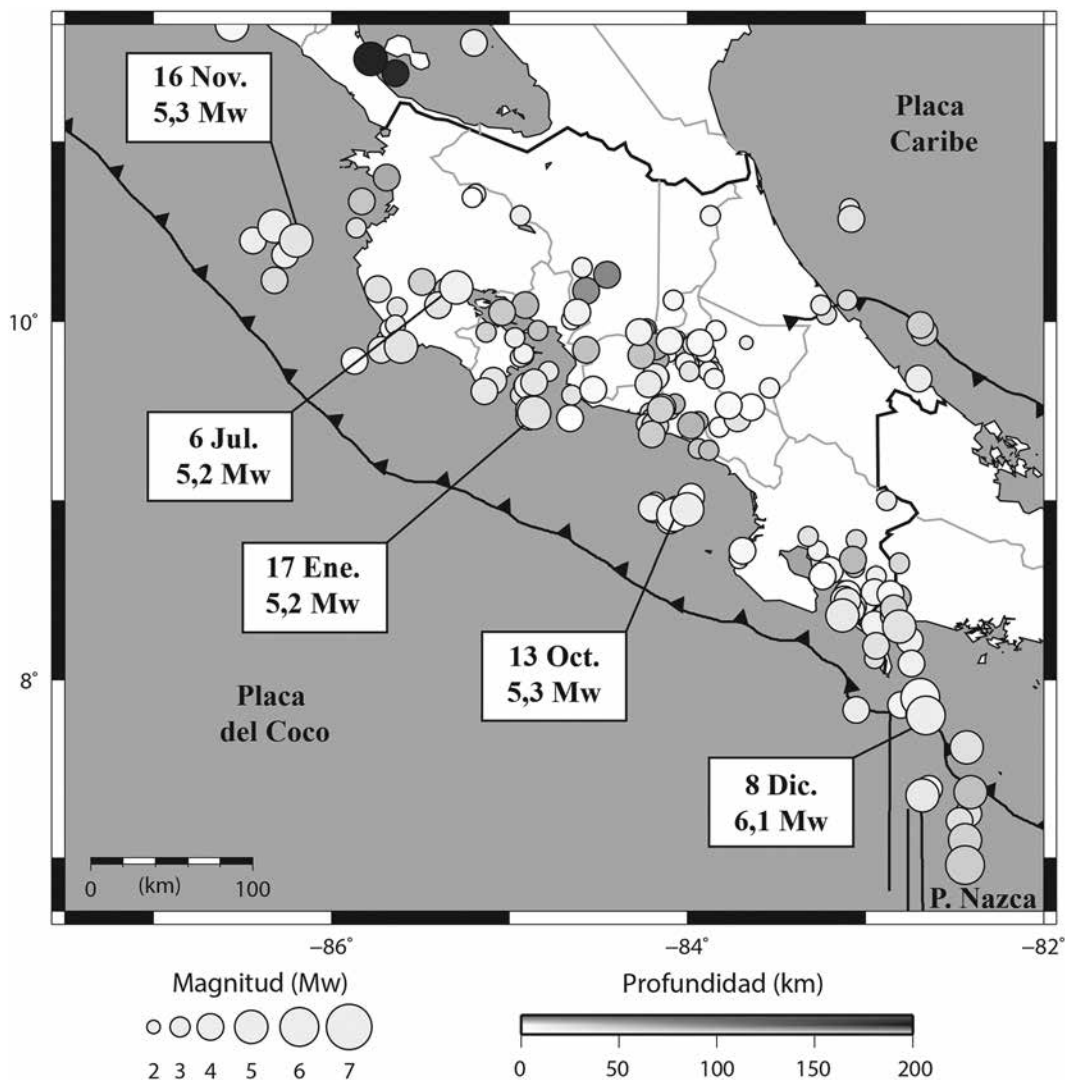 16 Nov.
5,3 Mw
Placa
Caribe
10°
6 Jul.
5,2 Mw
17 Ene.
5,2 Mw
13 Oct.
5,3 Mw
8°
Placa
del Coco
8 Dic.
6,1 Mw
0 (km) 100
P. Nazca
−86° −84° −82°
Magnitud (Mw)
2 3 4 5 6 7
Profundidad (km)
0 50 100 150 200